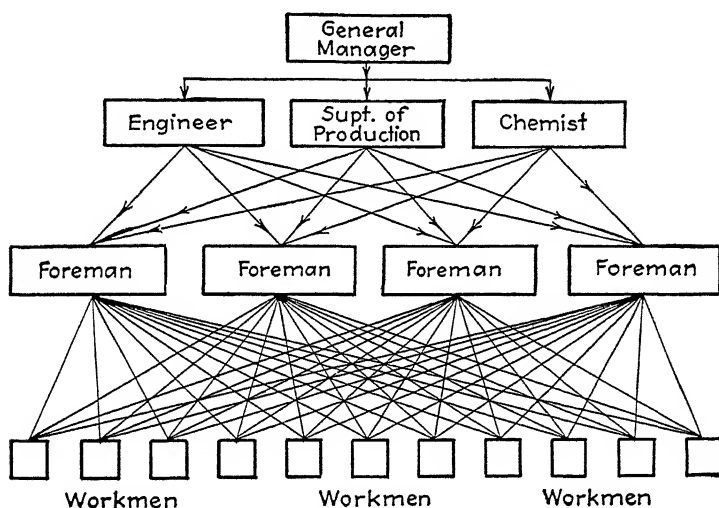 General
Manager
Engineer
Supt. of
Production
Chemist
Foreman
Foreman
Foreman
Foreman
Workmen
Workmen
Workmen